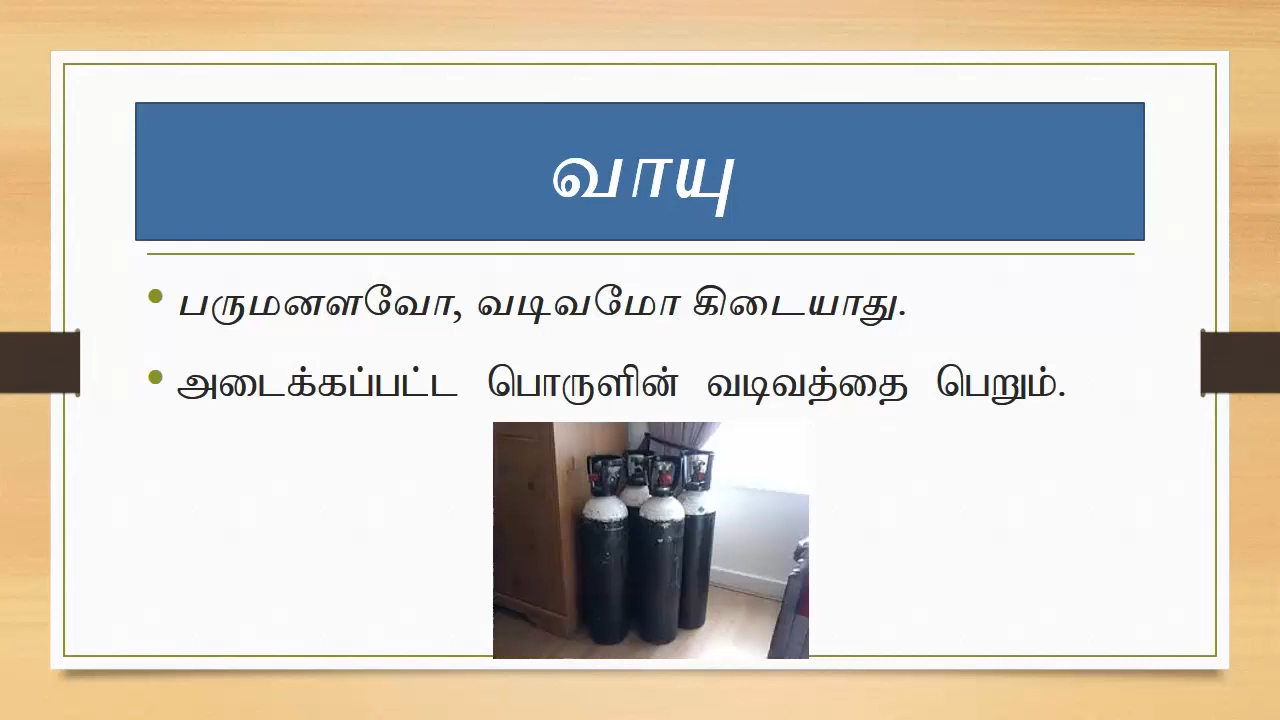 வாயு
பருமனளவோ, வடிவமோ கிடையாது.
அடைக்கப்பட்ட பொருளின் வடிவத்தை பெறும்.